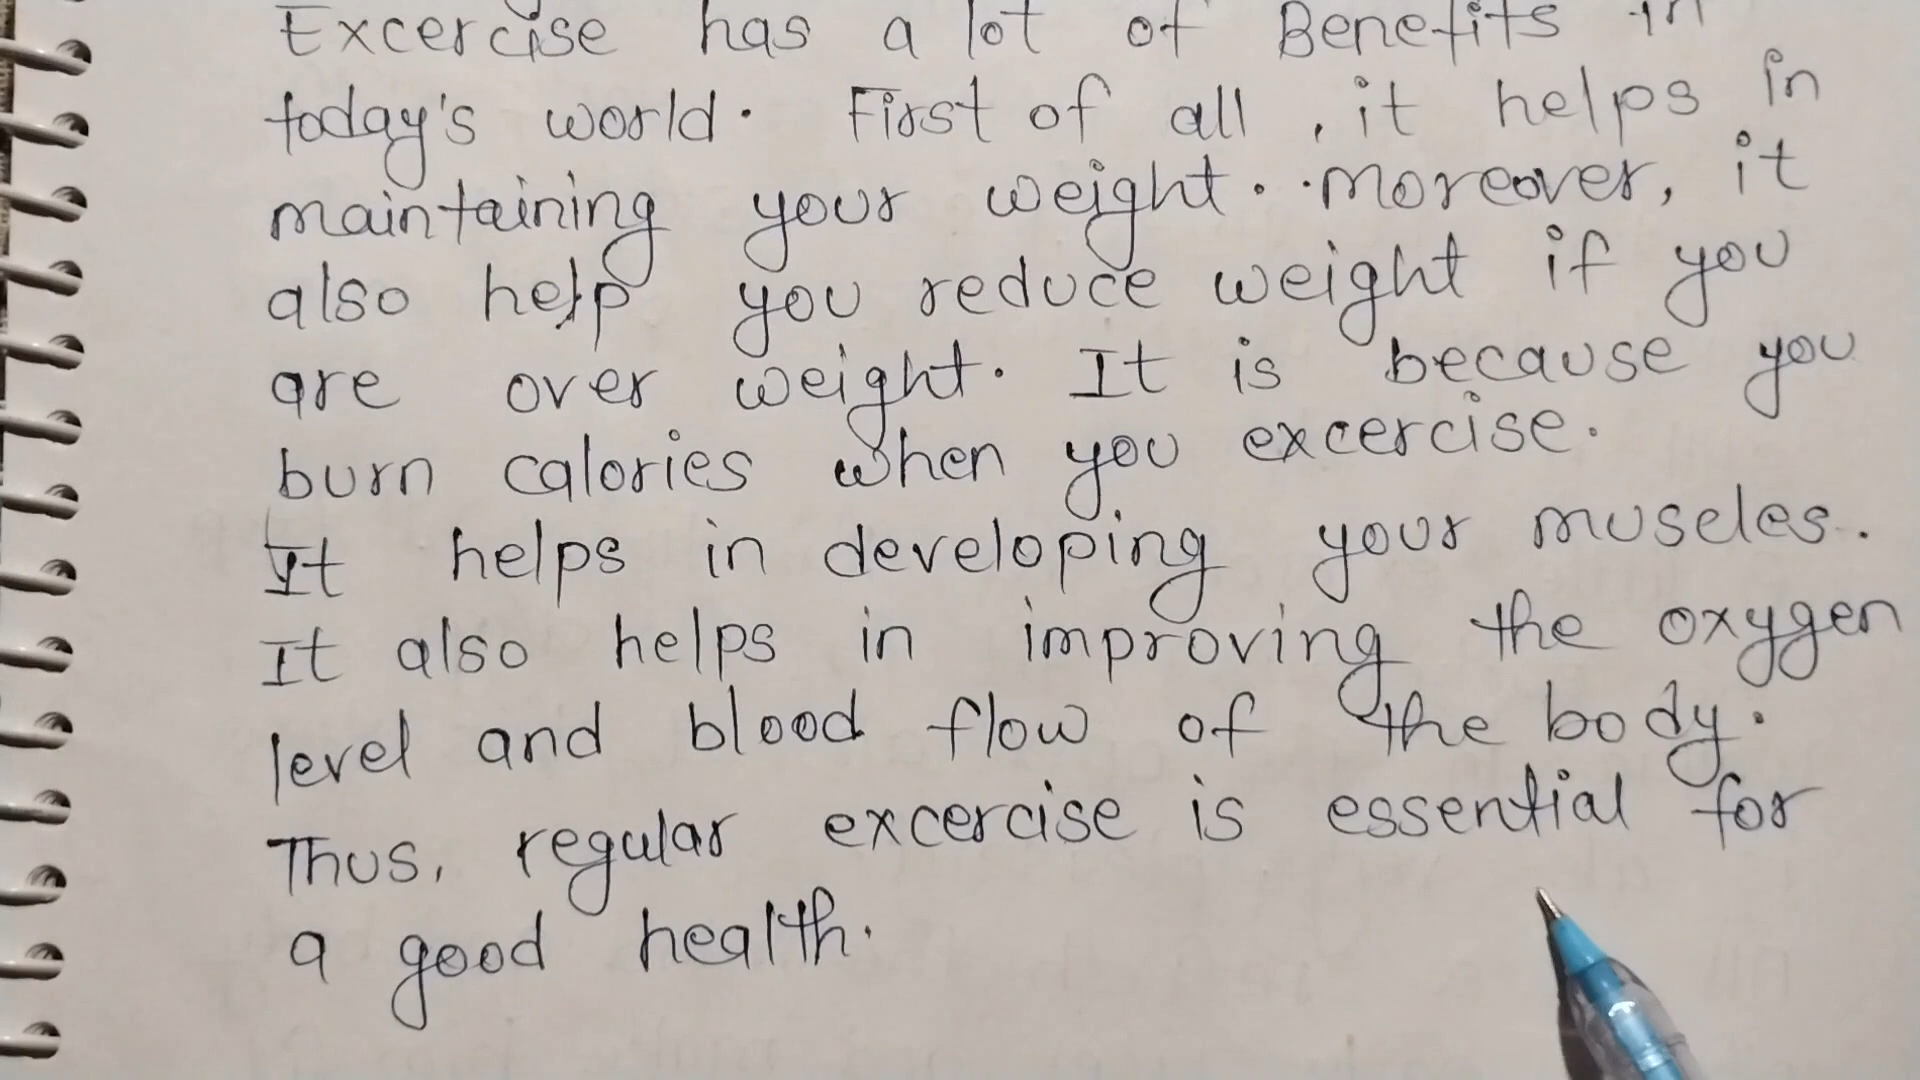 Excercise has a lot of Benefits in
today's world. First of all, it helps in
maintaining your weight. Moreover, it
also help you reduce weight if you
are over weight. It is because you
burn calories when you excercise.
It helps in developing your museles.
It also helps in improving the oxygen
level and blood flow of the body.
Thus, regular excercise is essential for
a good health.